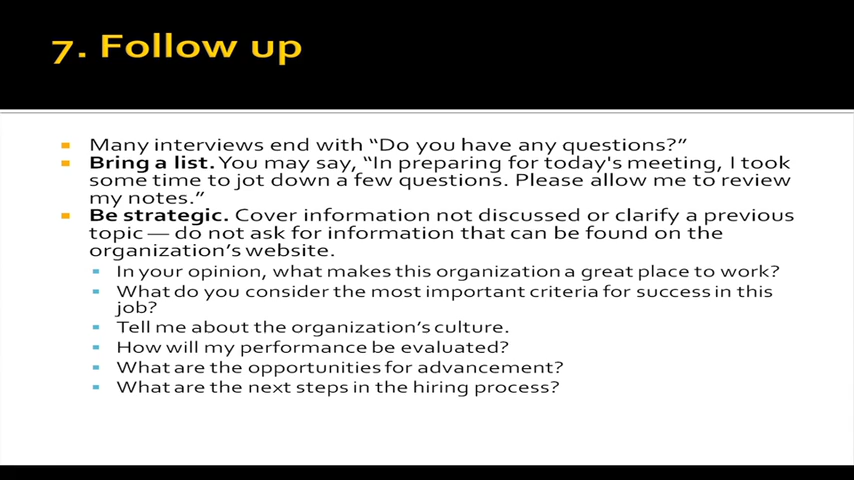 7. Follow up
Many interviews end with “Do you have any questions?”
Bring a list. You may say, “In preparing for today's meeting, I took
some time to jot down a few questions. Please allow me to review
my notes.”
Be strategic. Cover information not discussed or clarify a previous
topic — do not ask for information that can be found on the
organization’s website.
In your opinion, what makes this organization a great place to work?
What do you consider the most important criteria for success in this
job?
Tell me about the organization’s culture.
How will my performance be evaluated?
What are the opportunities for advancement?
What are the next steps in the hiring process?